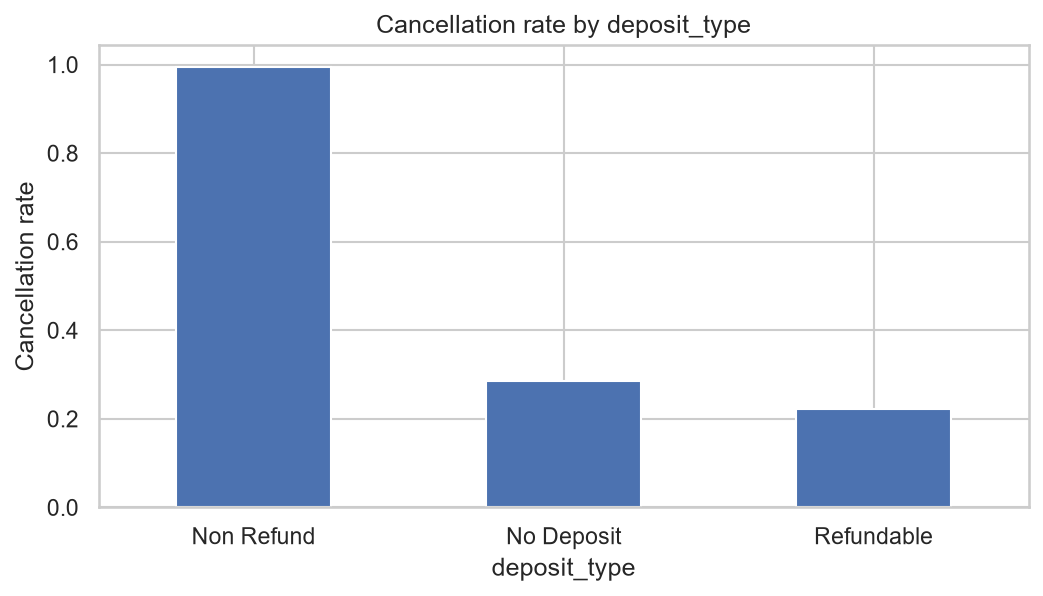 Cancellation rate by deposit_type
Cancellation rate
1.0
0.8
0.6
0.4
0.2
0.0
Non Refund
No Deposit
Refundable
deposit_type